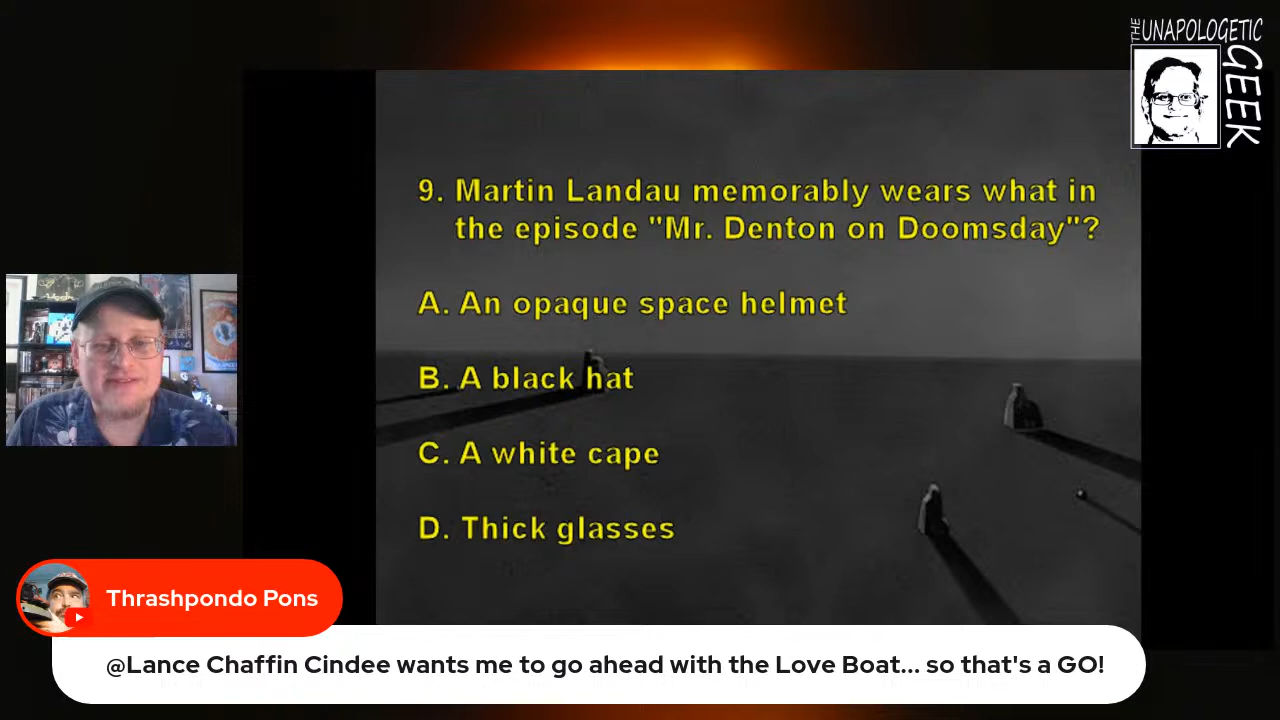 THE UNAPOLOGETIC
GEEK
9. Martin Landau memorably wears what in
the episode "Mr. Denton on Doomsday"?
A. An opaque space helmet
B. A black hat
C. A white cape
D. Thick glasses
Thrashpondo Pons
@Lance Chaffin Cindee wants me to go ahead with the Love Boat... so that's a GO!